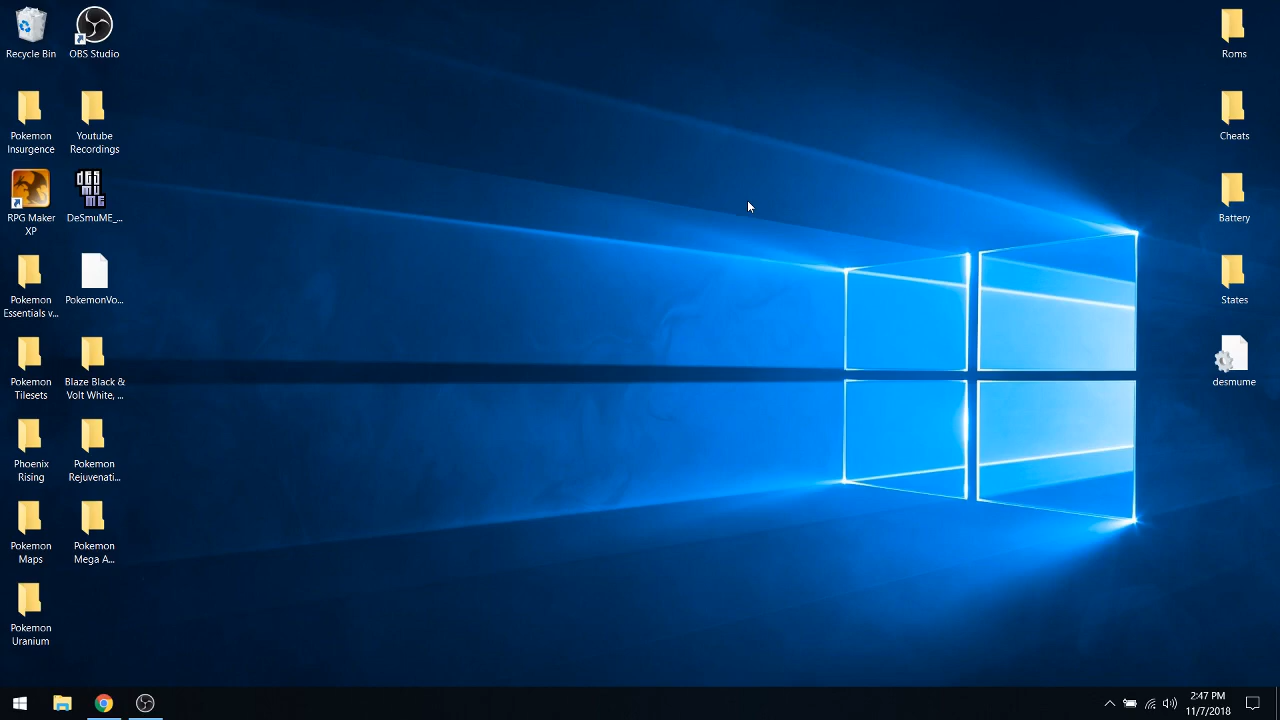 Recycle Bin
OBS Studio
Roms
Pokemon
Insurgence
Youtube
Recordings
Cheats
RPG Maker
XP
DeSmuME_...
Battery
Pokemon
Essentials v...
PokemonVo...
States
Pokemon
Tilesets
Blaze Black &
Volt White, ...
desmume
Phoenix
Rising
Pokemon
Rejuvenati...
Pokemon
Maps
Pokemon
Mega A...
Pokemon
Uranium
2:47 PM
11/7/2018